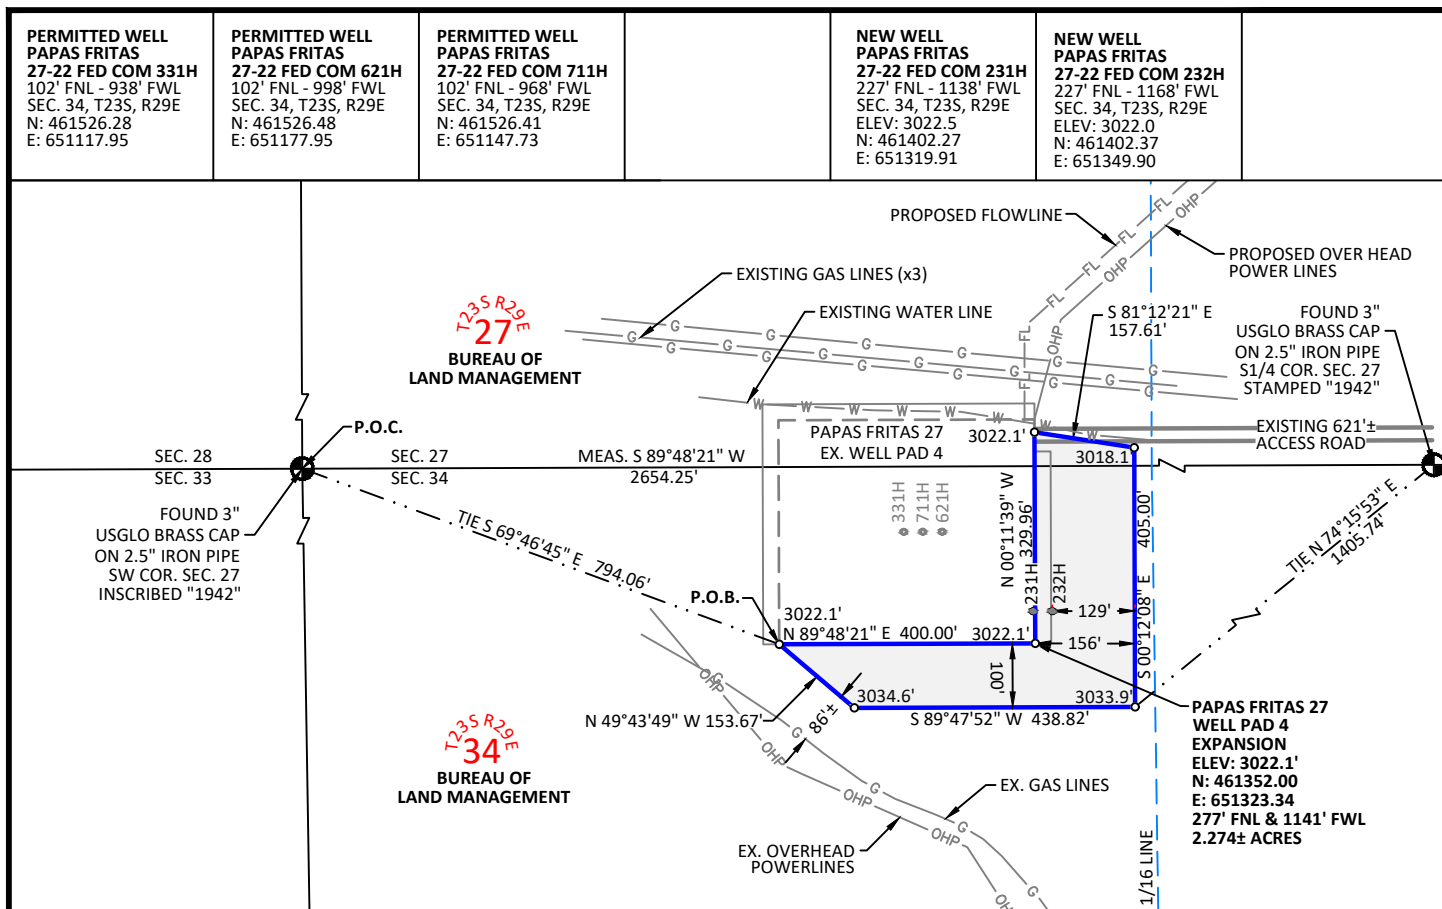 PERMITTED WELL
PAPAS FRITAS
27-22 FED COM 331H
102' FNL - 938' FWL
SEC. 34, T23S, R29E
N: 461526.28
E: 651117.95
PERMITTED WELL
PAPAS FRITAS
27-22 FED COM 621H
102' FNL - 998' FWL
SEC. 34, T23S, R29E
N: 461526.48
E: 651177.95
PERMITTED WELL
PAPAS FRITAS
27-22 FED COM 711H
102' FNL - 968' FWL
SEC. 34, T23S, R29E
N: 461526.41
E: 651147.73
NEW WELL
PAPAS FRITAS
27-22 FED COM 231H
227' FNL - 1138' FWL
SEC. 34, T23S, R29E
ELEV: 3022.5
N: 461402.27
E: 651319.91
NEW WELL
PAPAS FRITAS
27-22 FED COM 232H
227' FNL - 1168' FWL
SEC. 34, T23S, R29E
ELEV: 3022.0
N: 461402.37
E: 651349.90
PROPOSED FLOWLINE
PROPOSED OVER HEAD
POWER LINES
FL
FL
FL
FL
FL
FL
OHP
OHP
OHP
EXISTING GAS LINES (x3)
EXISTING WATER LINE
S 81°12'21" E
157.61'
FOUND 3"
USGLO BRASS CAP
ON 2.5" IRON PIPE
S1/4 COR. SEC. 27
STAMPED "1942"
T23S R29E
27
BUREAU OF
LAND MANAGEMENT
G G G G G G
G G G G G G
G G G G G G
W W W W W W W W
P.O.C.
PAPAS FRITAS 27
EX. WELL PAD 4
3022.1'
3018.1'
EXISTING 621'±
ACCESS ROAD
SEC. 28
SEC. 33
SEC. 27
SEC. 34
MEAS. S 89°48'21" W
2654.25'
FOUND 3"
USGLO BRASS CAP
ON 2.5" IRON PIPE
SW COR. SEC. 27
INSCRIBED "1942"
TIE S 69°46'45" E 794.06'
331H
711H
621H
N 00°11'39" W
329.96'
231H
232H
405.00'
S 00°12'08" E
TIE N 74°15'53" E
1405.74'
P.O.B.
3022.1'
N 89°48'21" E 400.00'
3022.1'
129'
156'
100'
3034.6'
3033.9'
N 49°43'49" W 153.67'
86'±
S 89°47'52" W 438.82'
PAPAS FRITAS 27
WELL PAD 4
EXPANSION
ELEV: 3022.1'
N: 461352.00
E: 651323.34
277' FNL & 1141' FWL
2.274± ACRES
T23S R29E
34
BUREAU OF
LAND MANAGEMENT
G
OHP
G
OHP
G
OHP
G
OHP
G
OHP
EX. GAS LINES
EX. OVERHEAD
POWERLINES
1/16 LINE